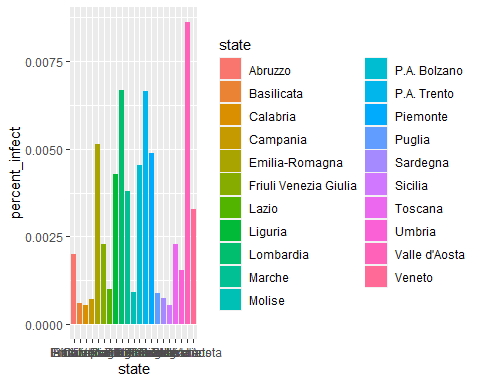 state
Abruzzo
Basilicata
Calabria
Campania
Emilia-Romagna
Friuli Venezia Giulia
Lazio
Liguria
Lombardia
Marche
Molise
P.A. Bolzano
P.A. Trento
Piemonte
Puglia
Sardegna
Sicilia
Toscana
Umbria
Valle d'Aosta
Veneto
percent_infect
0.0075
0.0050
0.0025
0.0000
state